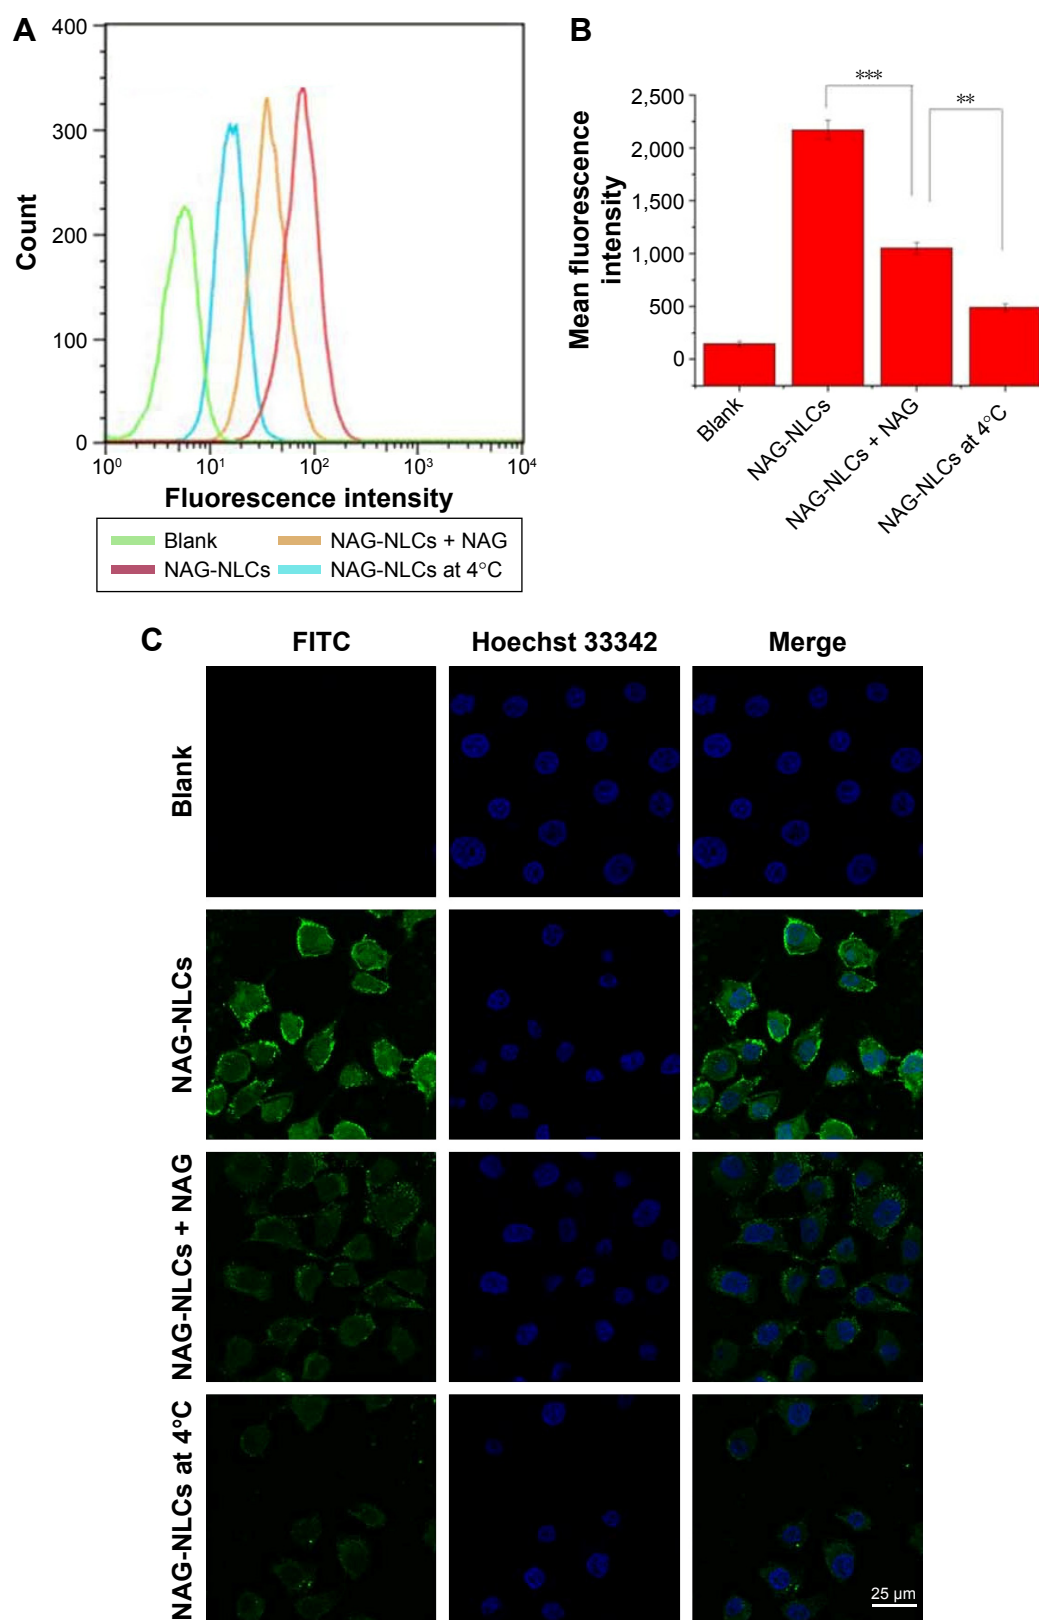 A
400
300
200
100
0
Count
10⁰ 10¹ 10² 10³ 10⁴
Fluorescence intensity
Blank NAG-NLCs + NAG
NAG-NLCs NAG-NLCs at 4°C
B
Mean fluorescence
intensity
2,500
2,000
1,500
1,000
500
0
***
**
Blank
NAG-NLCs
NAG-NLCs + NAG
NAG-NLCs at 4°C
C
FITC Hoechst 33342 Merge
Blank
NAG-NLCs
NAG-NLCs + NAG
NAG-NLCs at 4°C
25 µm